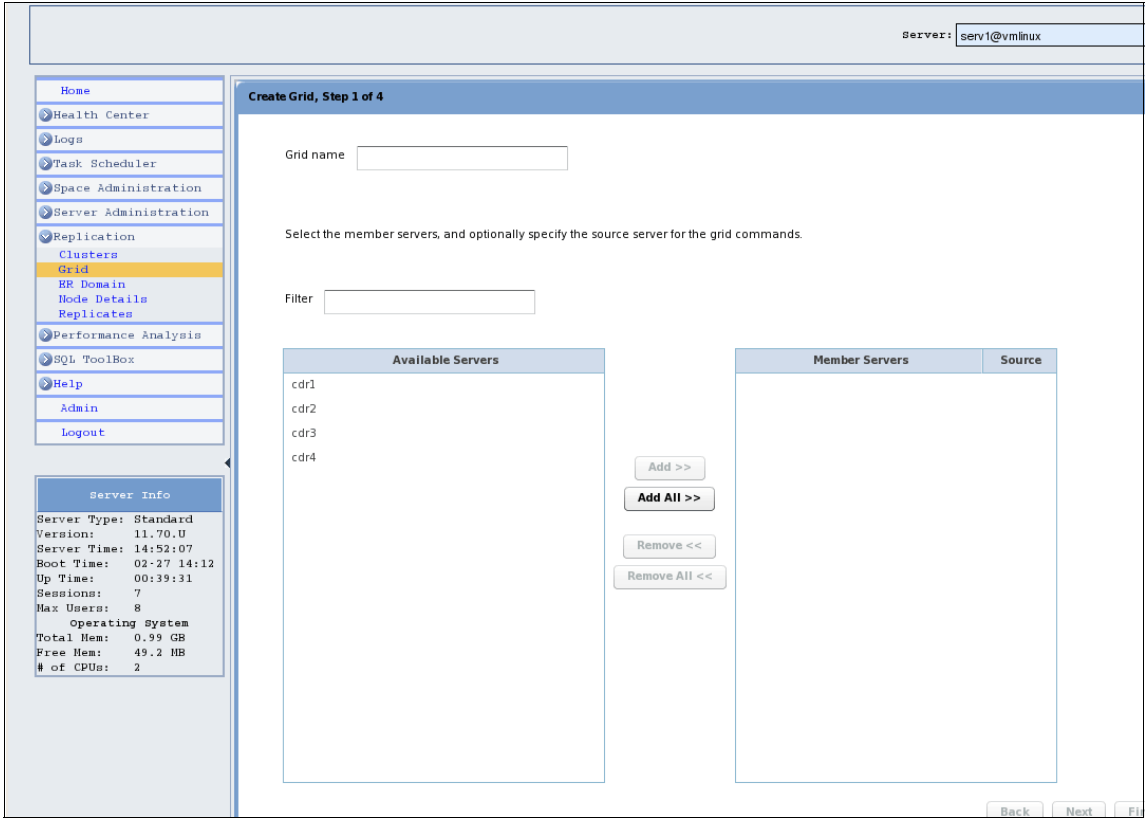 Server: serv1@vmlinux
Home
Health Center
Logs
Task Scheduler
Space Administration
Server Administration
Replication
Clusters
Grid
ER Domain
Node Details
Replicates
Performance Analysis
SQL ToolBox
Help
Admin
Logout
Server Info
Server Type: Standard
Version: 11.70.U
Server Time: 14:52:07
Boot Time: 02-27 14:12
Up Time: 00:39:31
Sessions: 7
Max Users: 8
Operating System
Total Mem: 0.99 GB
Free Mem: 49.2 MB
# of CPUs: 2
Create Grid, Step 1 of 4
Grid name
Select the member servers, and optionally specify the source server for the grid commands.
Filter
Available Servers
cdr1
cdr2
cdr3
cdr4
Add >>
Add All >>
Remove <<
Remove All <<
Member Servers Source
Back Next